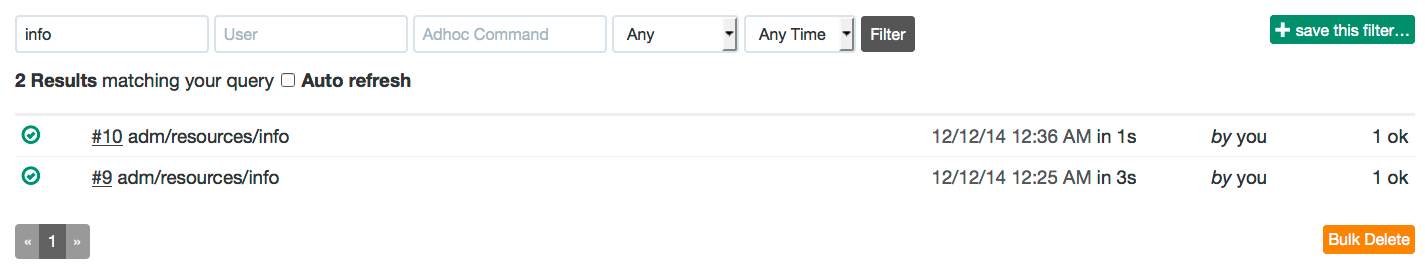 info User Adhoc Command Any Any Time Filter + save this filter...
2 Results matching your query Auto refresh
#10 adm/resources/info 12/12/14 12:36 AM in 1s by you 1 ok
#9 adm/resources/info 12/12/14 12:25 AM in 3s by you 1 ok
« 1 » Bulk Delete